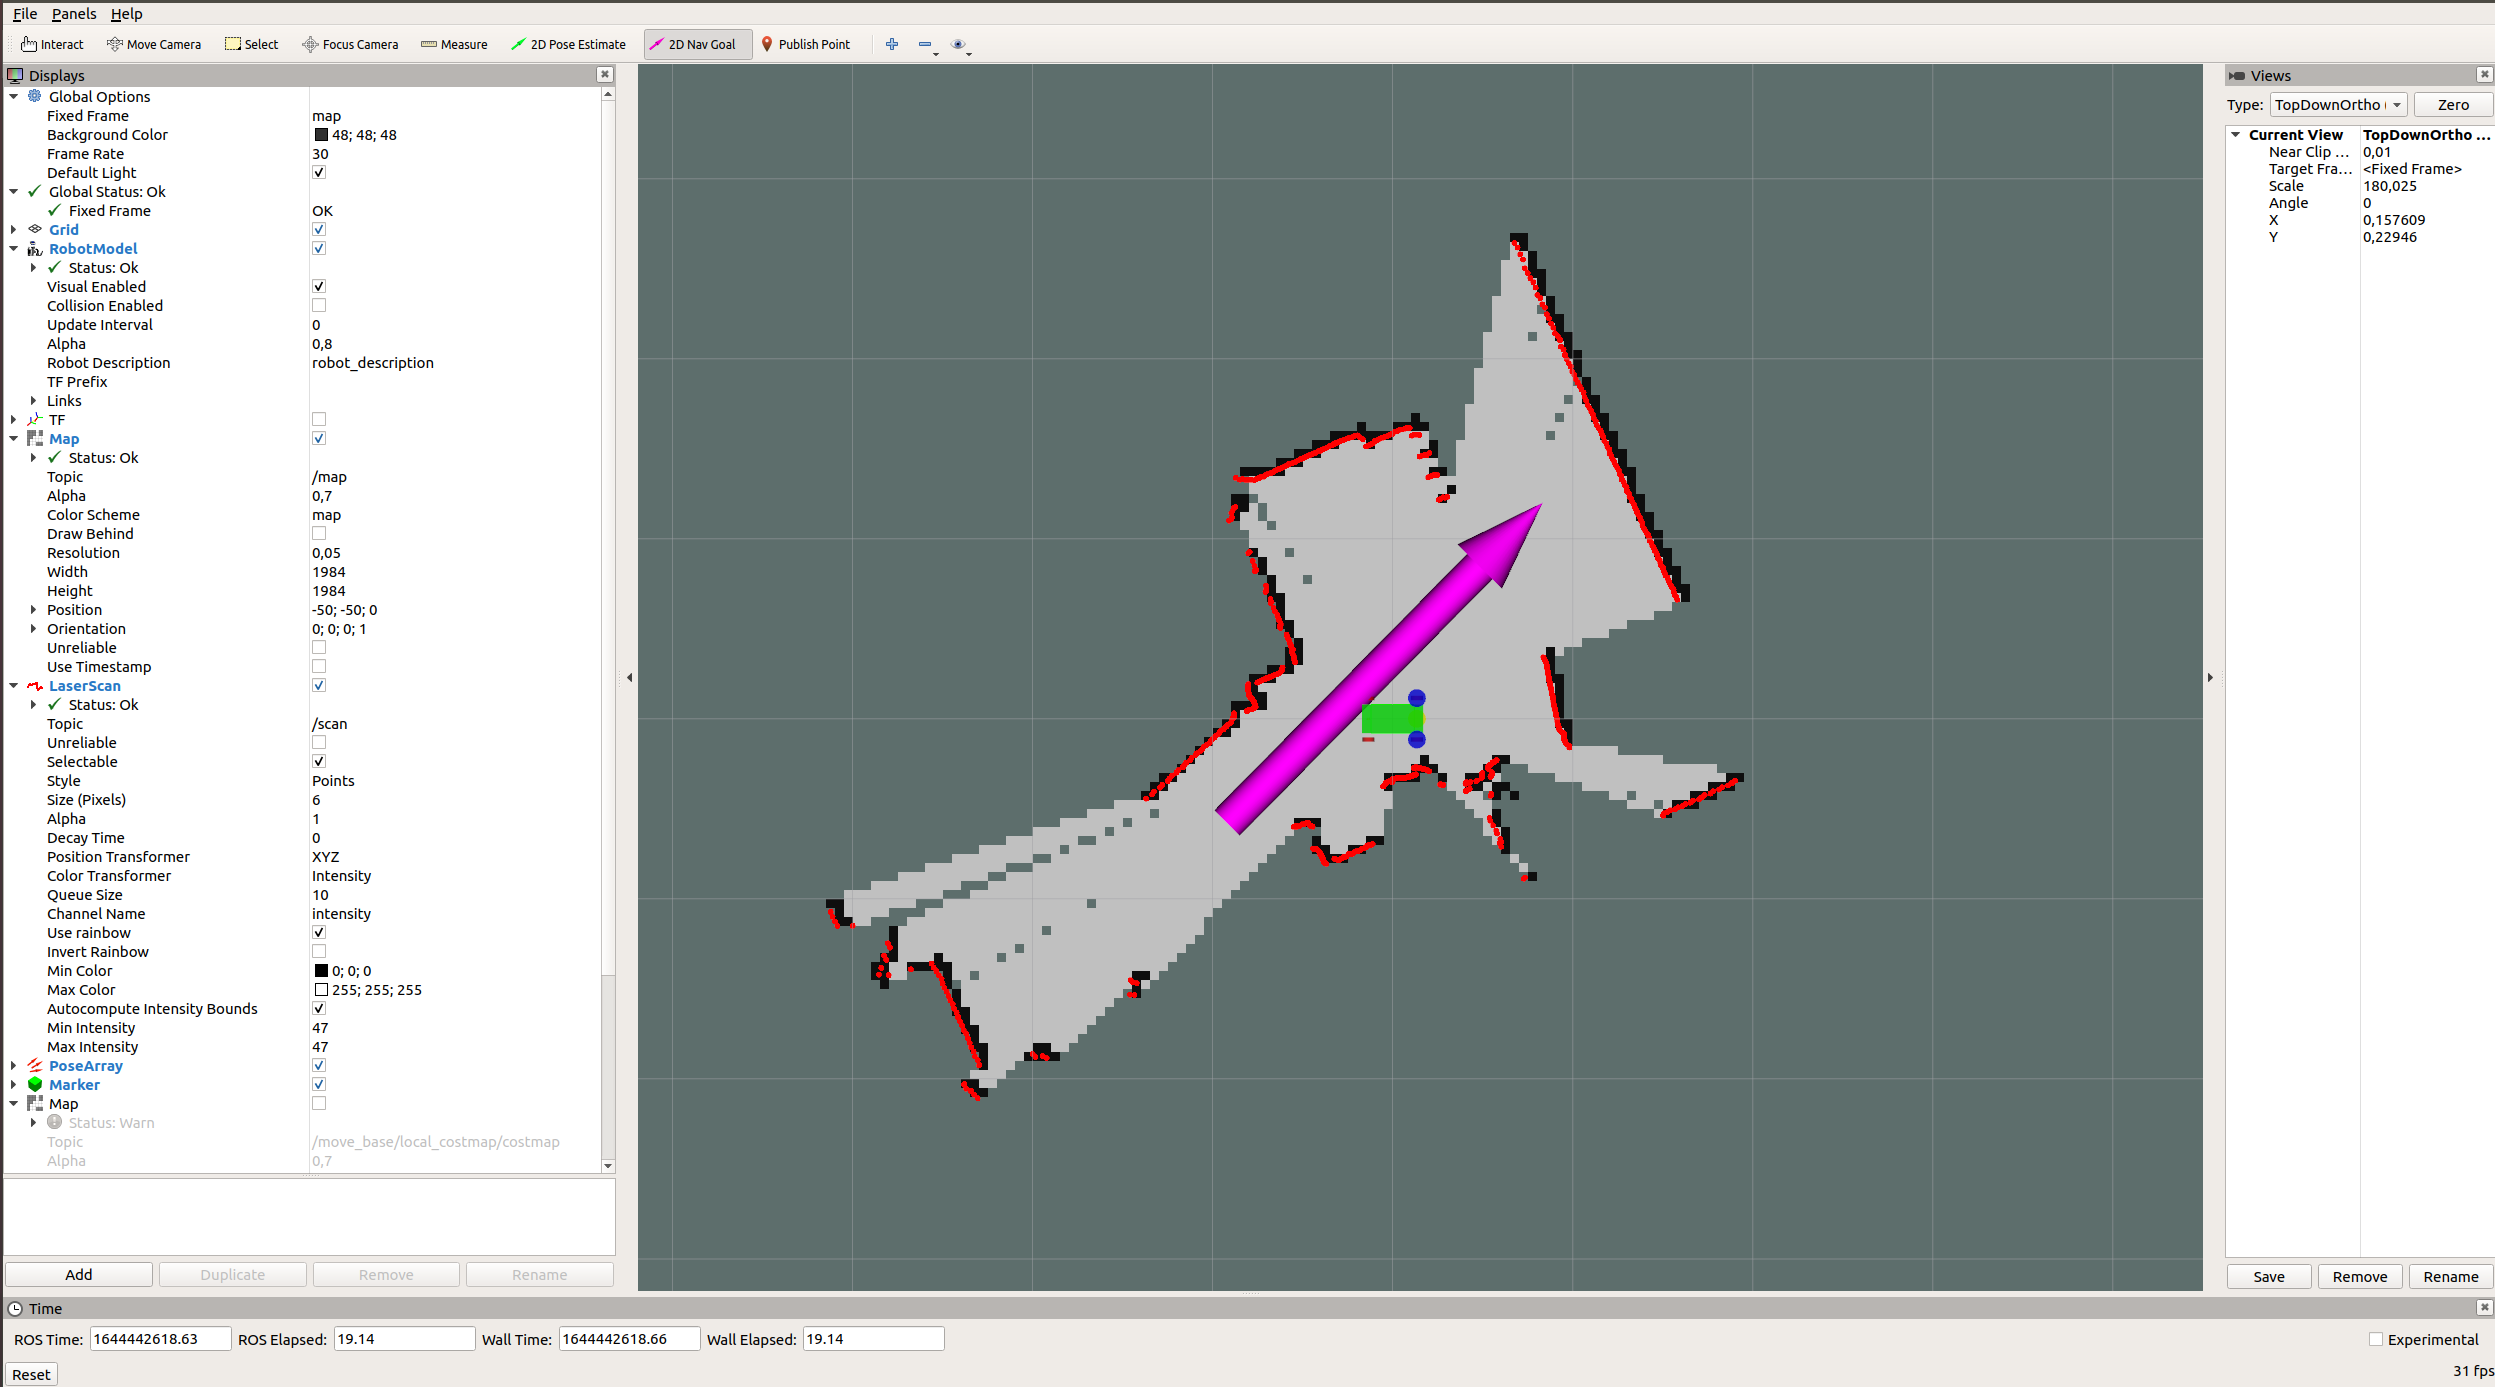 File Panels Help
Interact Move Camera Select Focus Camera Measure 2D Pose Estimate 2D Nav Goal Publish Point
Displays
Global Options
Fixed Frame map
Background Color 48; 48; 48
Frame Rate 30
Default Light
Global Status: Ok
Fixed Frame OK
Grid
RobotModel
Status: Ok
Visual Enabled
Collision Enabled
Update Interval 0
Alpha 0,8
Robot Description robot_description
TF Prefix
Links
TF
Map
Status: Ok
Topic /map
Alpha 0,7
Color Scheme map
Draw Behind
Resolution 0,05
Width 1984
Height 1984
Position -50; -50; 0
Orientation 0; 0; 0; 1
Unreliable
Use Timestamp
LaserScan
Status: Ok
Topic /scan
Unreliable
Selectable
Style Points
Size (Pixels) 6
Alpha 1
Decay Time 0
Position Transformer XYZ
Color Transformer Intensity
Queue Size 10
Channel Name intensity
Use rainbow
Invert Rainbow
Min Color 0; 0; 0
Max Color 255; 255; 255
Autocompute Intensity Bounds
Min Intensity 47
Max Intensity 47
PoseArray
Marker
Map
Status: Warn
Topic /move_base/local_costmap/costmap
Alpha 0,7
Add Duplicate Remove Rename
Views
Type: TopDownOrtho ( Zero
Current View TopDownOrtho ...
Near Clip ... 0,01
Target Fra... <Fixed Frame>
Scale 180,025
Angle 0
X 0,157609
Y 0,22946
Save Remove Rename
Time
ROS Time: 1644442618.63 ROS Elapsed: 19.14 Wall Time: 1644442618.66 Wall Elapsed: 19.14 Experimental
Reset 31 fps